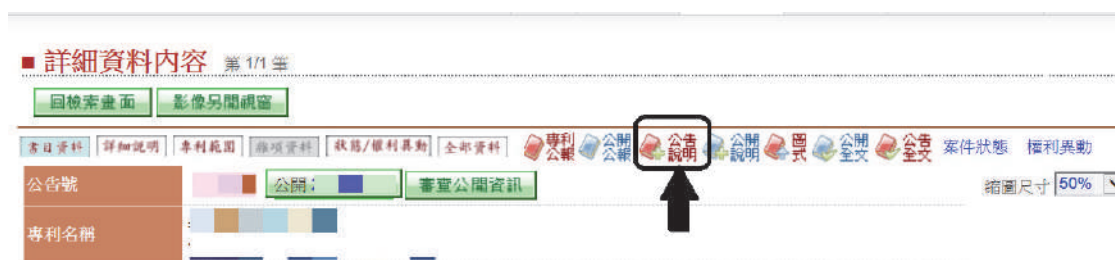 ■ 詳細資料內容 第 1/1 筆
回檢索畫面 影像另開視窗
書目資料 詳細說明 專利範圍 雜項資料 狀態/權利異動 全部資料 專利公報 公開公報 公告說明 公開說明 圖式 公開全文 公告全文 案件狀態 權利異動
公告號 公開 審查公開資訊 縮圖尺寸 50%
專利名稱